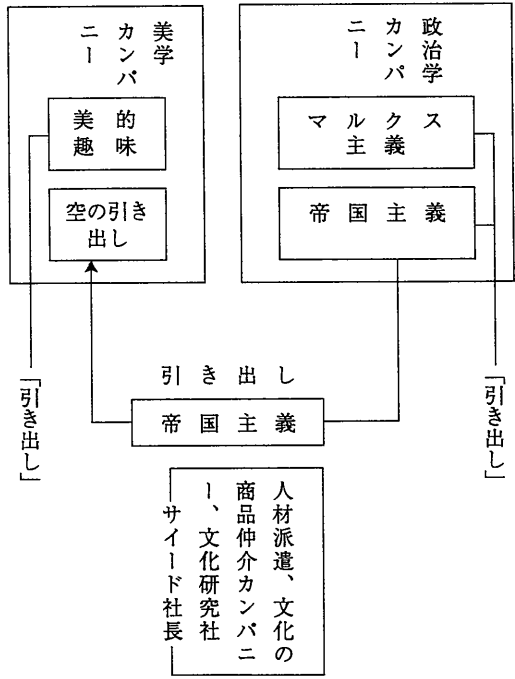 政治学
カンパ
ニー
マルクス
主義
帝国主義
「引き出し」
美学
カンパ
ニー
美的
趣味
空の引き
出し
「引き出し」
引き出し
帝国主義
人材派遣、文化の
商品仲介カンパニ
ー、文化研究社
サイード社長